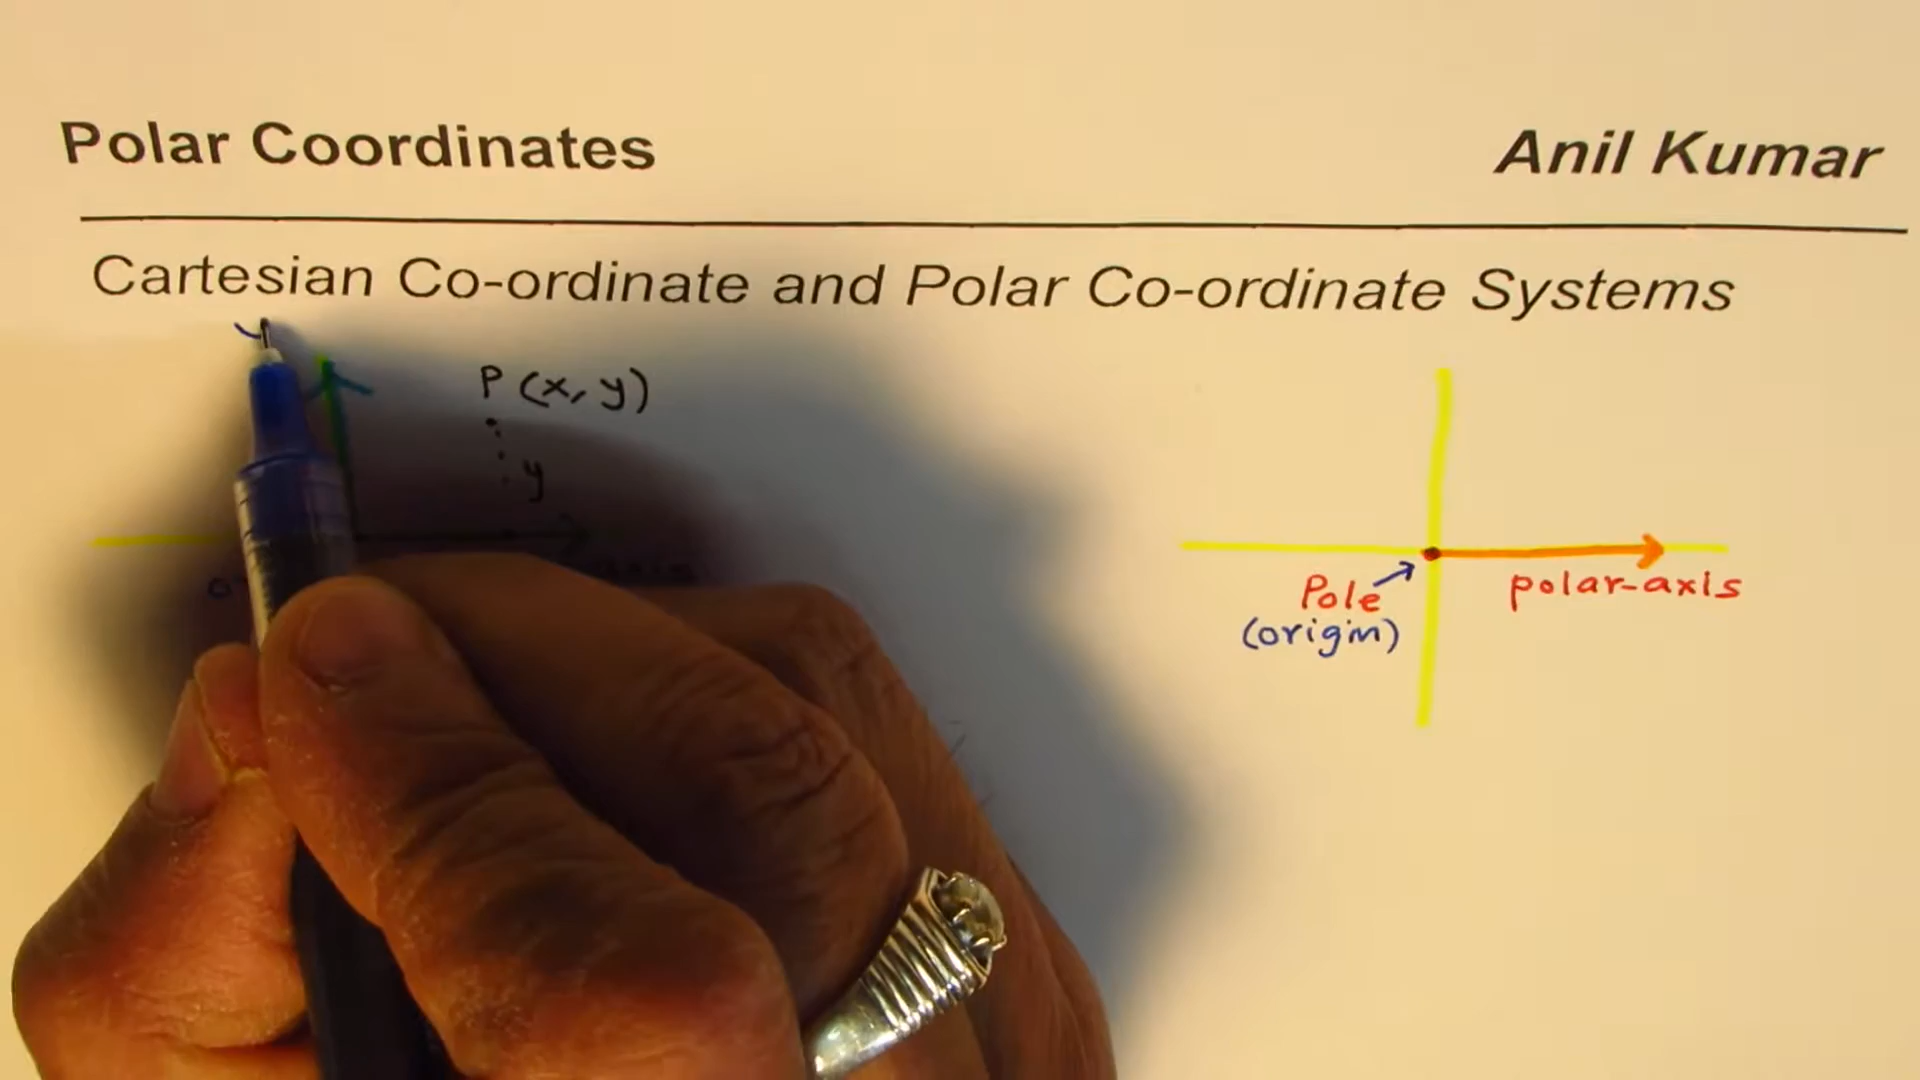 Polar Coordinates
Anil Kumar
Cartesian Co-ordinate and Polar Co-ordinate Systems
P (x, y)
y
Pole
(origin)
polar-axis